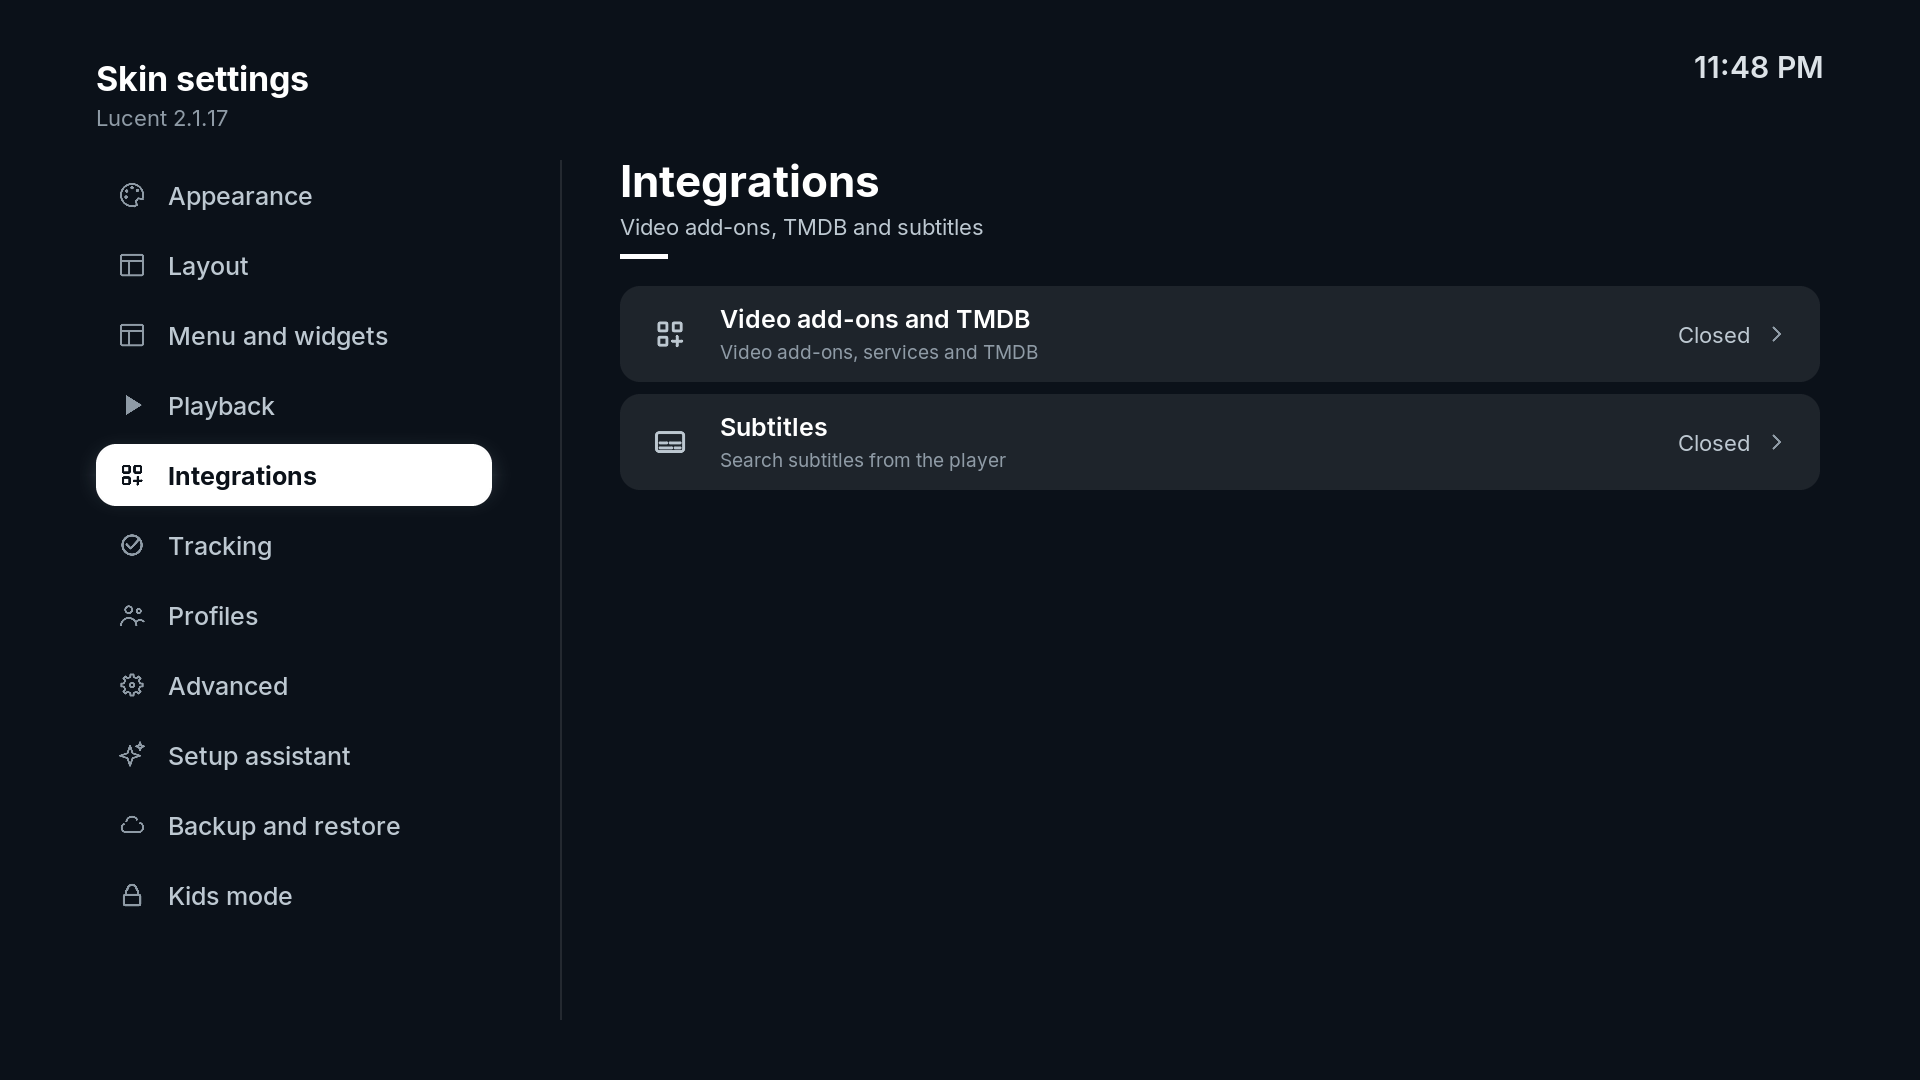 Skin settings
Lucent 2.1.17
11:48 PM
Appearance
Layout
Menu and widgets
Playback
Integrations
Tracking
Profiles
Advanced
Setup assistant
Backup and restore
Kids mode
Integrations
Video add-ons, TMDB and subtitles
Video add-ons and TMDB
Video add-ons, services and TMDB
Closed
Subtitles
Search subtitles from the player
Closed